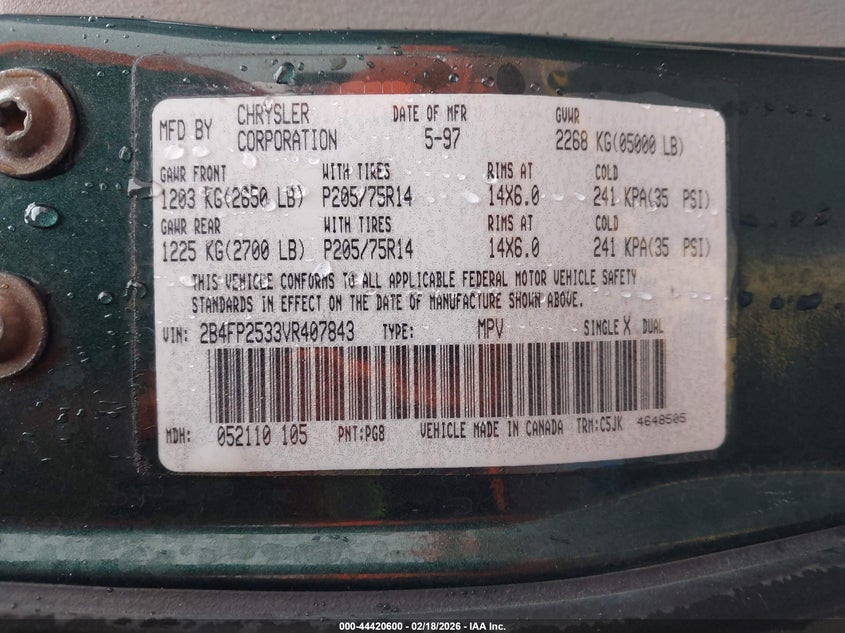 MFD BY CHRYSLER CORPORATION DATE OF MFR 5-97 GVWR 2268 KG(05000 LB)
GAWR FRONT WITH TIRES RIMS AT COLD
1203 KG(2650 LB) P205/75R14 14X6.0 241 KPA(35 PSI)
GAWR REAR WITH TIRES RIMS AT COLD
1225 KG(2700 LB) P205/75R14 14X6.0 241 KPA(35 PSI)
THIS VEHICLE CONFORMS TO ALL APPLICABLE FEDERAL MOTOR VEHICLE SAFETY
STANDARDS IN EFFECT ON THE DATE OF MANUFACTURE SHOWN ABOVE.
VIN: 2B4FP2533VR407843 TYPE: MPV SINGLE X DUAL
MDH: 052110 105 PNT:PG8 VEHICLE MADE IN CANADA TRM:C5JK 4648505
000-44420600 - 02/18/2026 - IAA Inc.